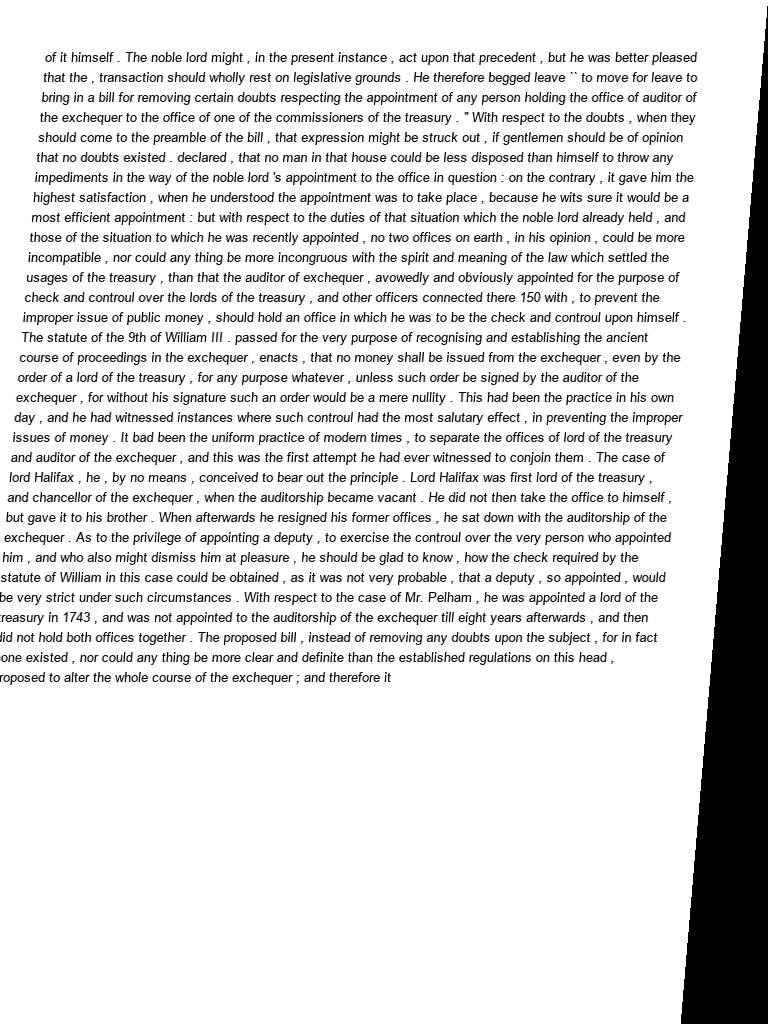 of it himself . The noble lord might , in the present instance , act upon that precedent , but he was better pleased
that the , transaction should wholly rest on legislative grounds . He therefore begged leave `` to move for leave to
bring in a bill for removing certain doubts respecting the appointment of any person holding the office of auditor of
the exchequer to the office of one of the commissioners of the treasury . " With respect to the doubts , when they
should come to the preamble of the bill , that expression might be struck out , if gentlemen should be of opinion
that no doubts existed . declared , that no man in that house could be less disposed than himself to throw any
impediments in the way of the noble lord 's appointment to the office in question : on the contrary , it gave him the
highest satisfaction , when he understood the appointment was to take place , because he wits sure it would be a
most efficient appointment : but with respect to the duties of that situation which the noble lord already held , and
those of the situation to which he was recently appointed , no two offices on earth , in his opinion , could be more
incompatible , nor could any thing be more incongruous with the spirit and meaning of the law which settled the
usages of the treasury , than that the auditor of exchequer , avowedly and obviously appointed for the purpose of
check and controul over the lords of the treasury , and other officers connected there 150 with , to prevent the
improper issue of public money , should hold an office in which he was to be the check and controul upon himself .
The statute of the 9th of William III . passed for the very purpose of recognising and establishing the ancient
course of proceedings in the exchequer , enacts , that no money shall be issued from the exchequer , even by the
order of a lord of the treasury , for any purpose whatever , unless such order be signed by the auditor of the
exchequer , for without his signature such an order would be a mere nullity . This had been the practice in his own
day , and he had witnessed instances where such controul had the most salutary effect , in preventing the improper
issues of money . It bad been the uniform practice of modern times , to separate the offices of lord of the treasury
and auditor of the exchequer , and this was the first attempt he had ever witnessed to conjoin them . The case of
lord Halifax , he , by no means , conceived to bear out the principle . Lord Halifax was first lord of the treasury ,
and chancellor of the exchequer , when the auditorship became vacant . He did not then take the office to himself ,
but gave it to his brother . When afterwards he resigned his former offices , he sat down with the auditorship of the
exchequer . As to the privilege of appointing a deputy , to exercise the controul over the very person who appointed
him , and who also might dismiss him at pleasure , he should be glad to know , how the check required by the
statute of William in this case could be obtained , as it was not very probable , that a deputy , so appointed , would
be very strict under such circumstances . With respect to the case of Mr. Pelham , he was appointed a lord of the
treasury in 1743 , and was not appointed to the auditorship of the exchequer till eight years afterwards , and then
did not hold both offices together . The proposed bill , instead of removing any doubts upon the subject , for in fact
none existed , nor could any thing be more clear and definite than the established regulations on this head ,
roposed to alter the whole course of the exchequer ; and therefore it